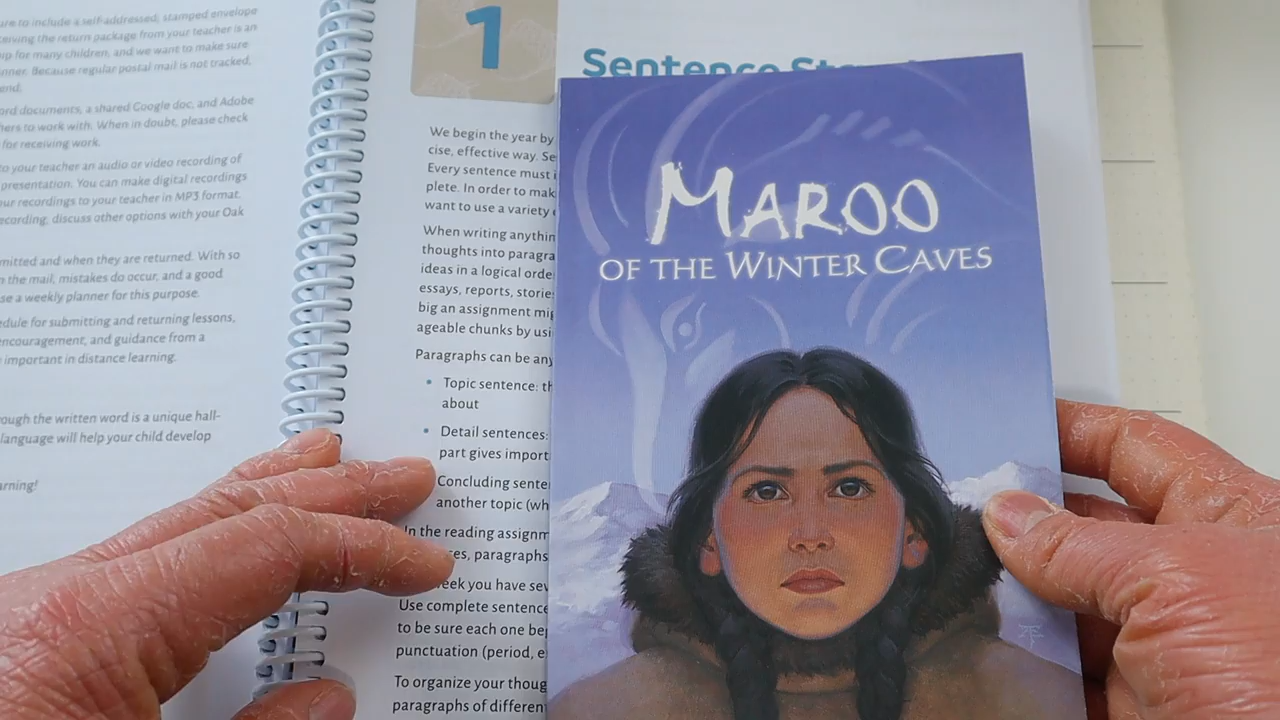 ure to include a self-addressed, stamped envelope
ceiving the return package from your teacher is an
up for many children, and we want to make sure
nner. Because regular postal mail is not tracked,
end.
ord documents, a shared Google doc, and Adobe
hers to work with. When in doubt, please check
for receiving work.
to your teacher an audio or video recording of
presentation. You can make digital recordings
our recordings to your teacher in MP3 format.
ecording, discuss other options with your Oak
mitted and when they are returned. With so
n the mail, mistakes do occur, and a good
se a weekly planner for this purpose.
edule for submitting and returning lessons,
encouragement, and guidance from a
important in distance learning.
ough the written word is a unique hall-
language will help your child develop
arning!
1
Sentence
We begin the year by
cise, effective way. Se
Every sentence must i
plete. In order to mak
want to use a variety
When writing anythin
thoughts into paragra
ideas in a logical orde
essays, reports, storie
big an assignment mig
ageable chunks by usi
Paragraphs can be any
• Topic sentence: th
about
• Detail sentences:
part gives import
Concluding sente
another topic (wh
In the reading assignm
ces, paragraphs
eek you have sev
Use complete sentence
to be sure each one be
punctuation (period, e
To organize your thoug
paragraphs of differen
MAROO
OF THE WINTER CAVES